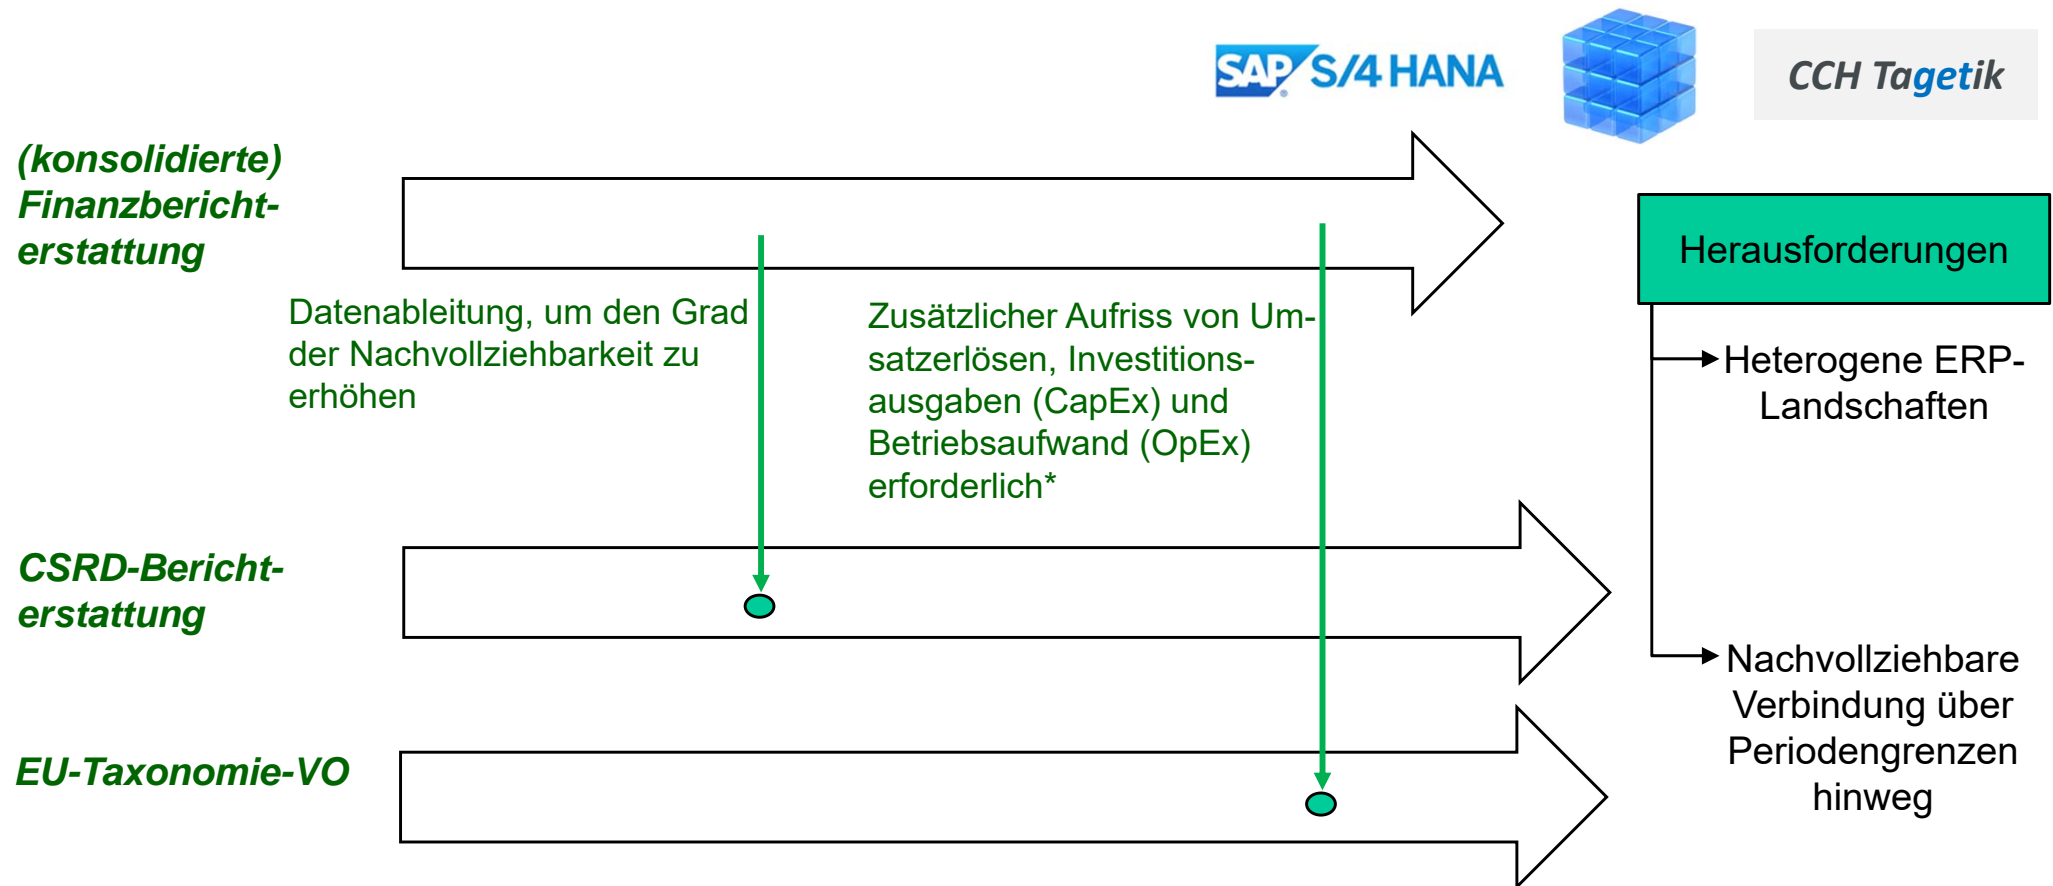 SAP S/4 HANA
CCH Tagetik
(konsolidierte)
Finanzbericht-
erstattung
Herausforderungen
Datenableitung, um den Grad
der Nachvollziehbarkeit zu
erhöhen
Zusätzlicher Aufriss von Um-
satzerlösen, Investitions-
ausgaben (CapEx) und
Betriebsaufwand (OpEx)
erforderlich*
Heterogene ERP-
Landschaften
CSRD-Bericht-
erstattung
Nachvollziehbare
Verbindung über
Periodengrenzen
hinweg
EU-Taxonomie-VO